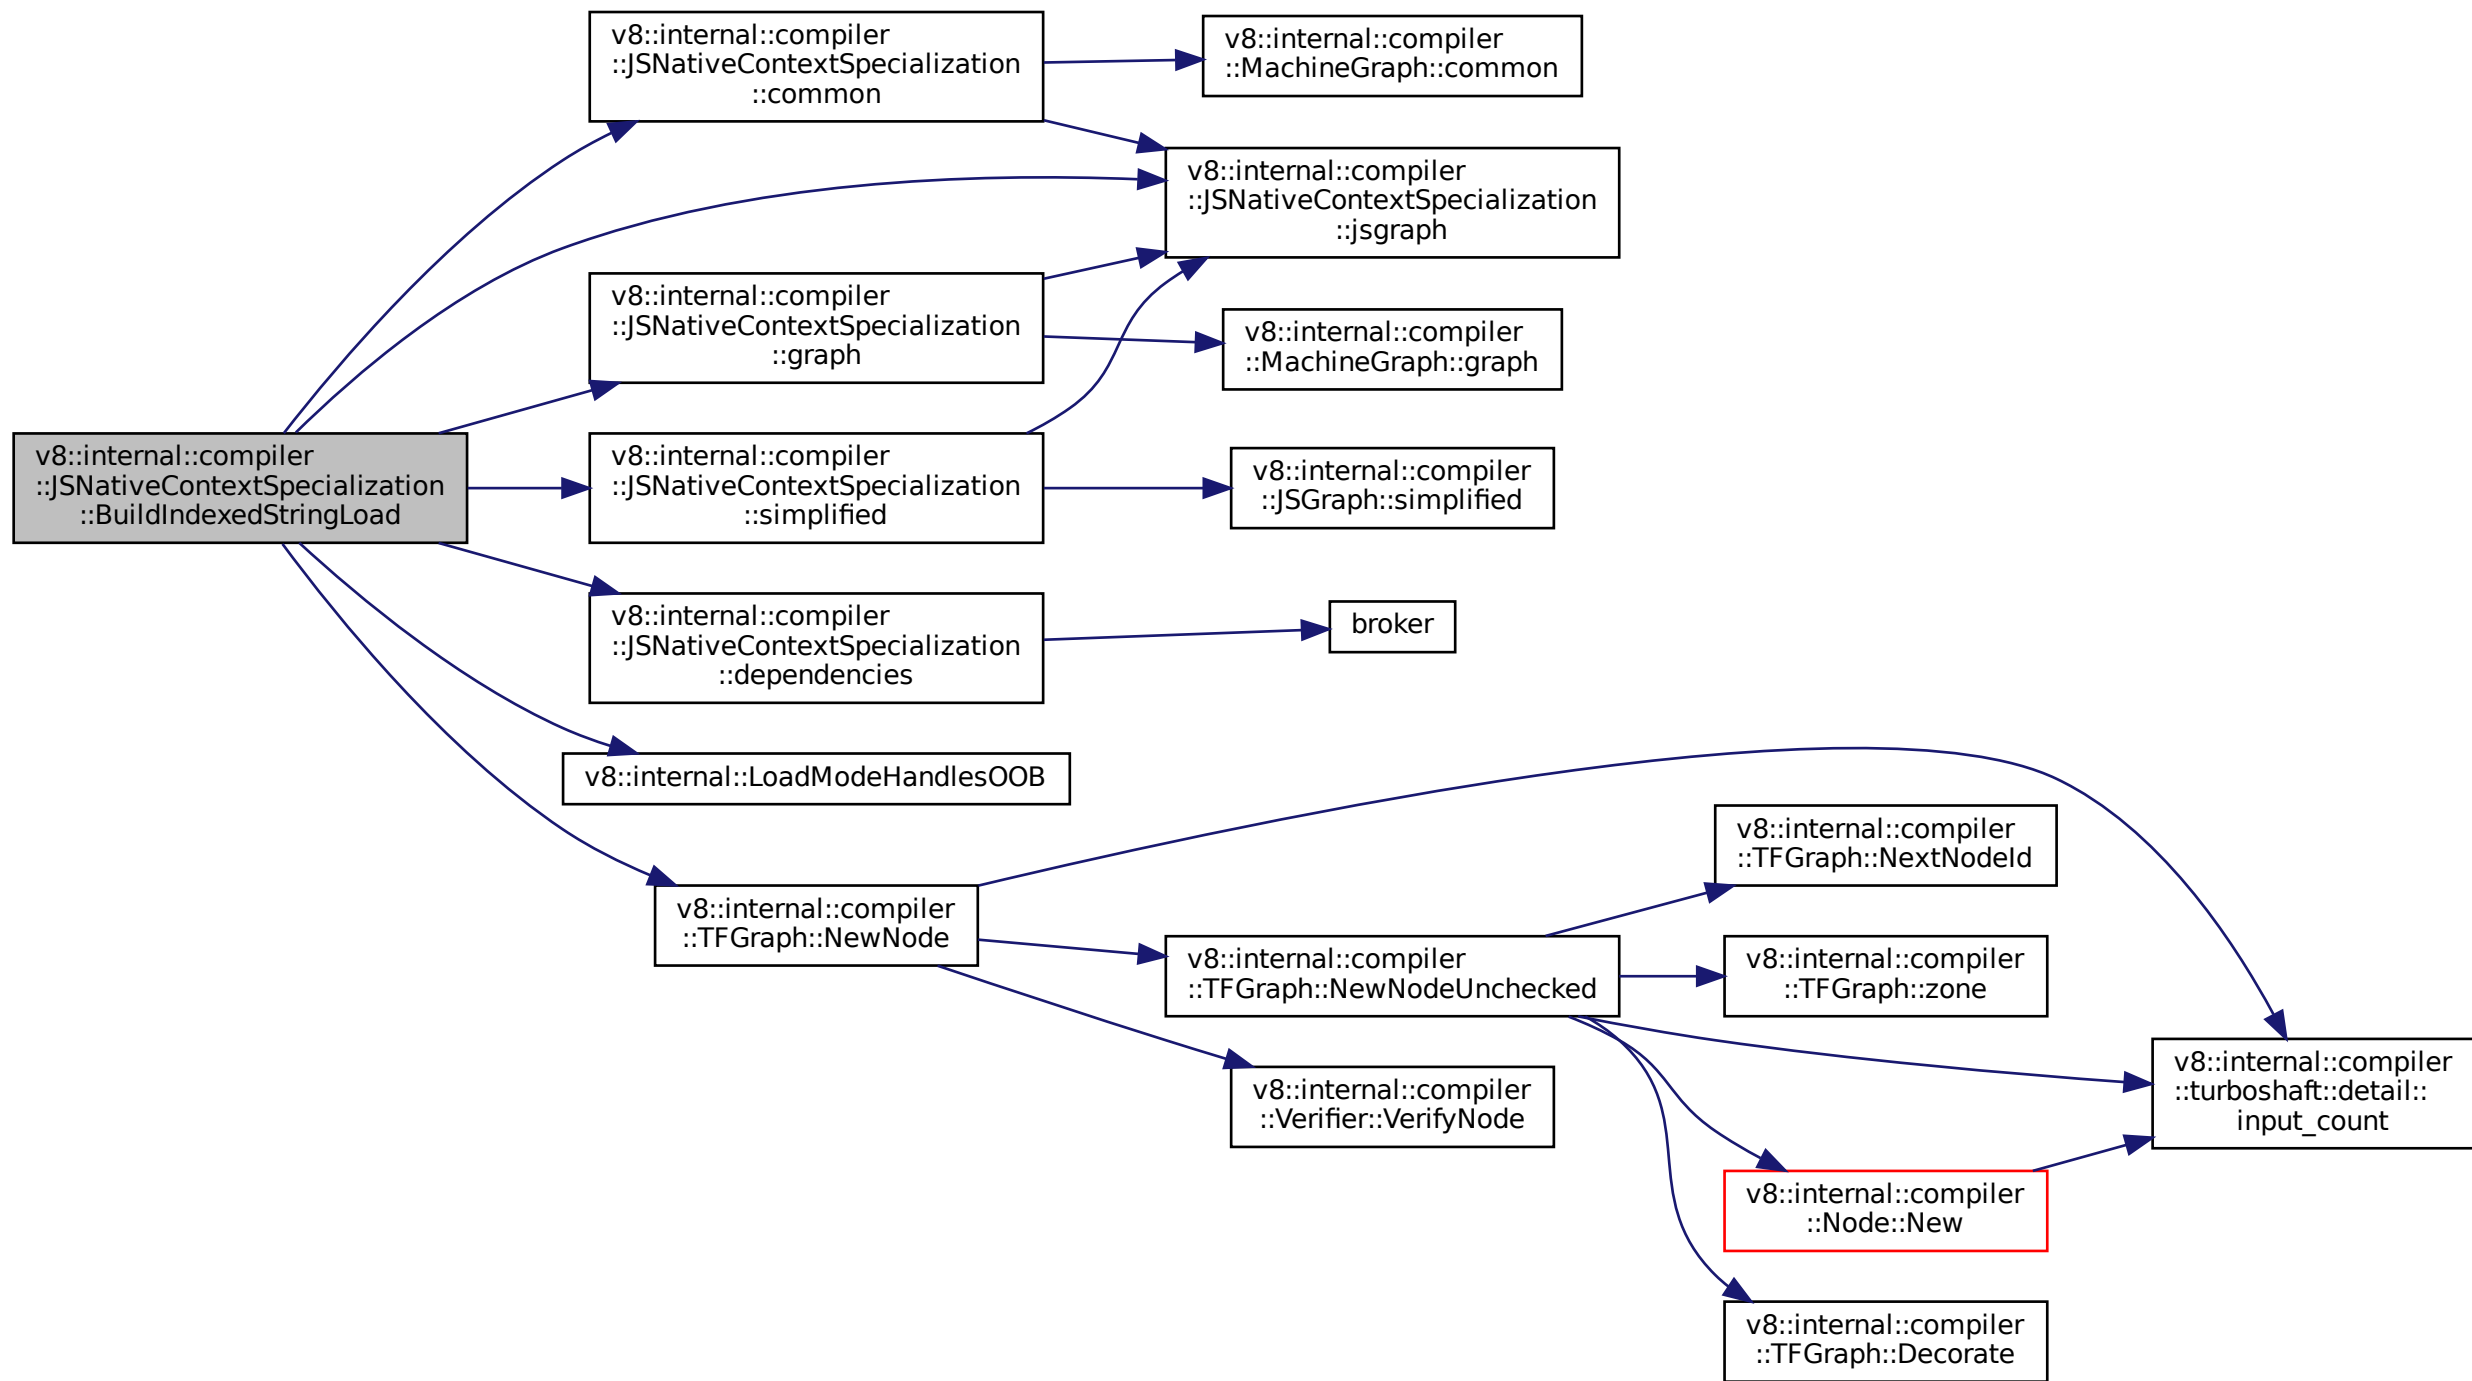 v8::internal::compiler
::JSNativeContextSpecialization
::BuildIndexedStringLoad
v8::internal::compiler
::JSNativeContextSpecialization
::common
v8::internal::compiler
::MachineGraph::common
v8::internal::compiler
::JSNativeContextSpecialization
::jsgraph
v8::internal::compiler
::JSNativeContextSpecialization
::graph
v8::internal::compiler
::MachineGraph::graph
v8::internal::compiler
::JSNativeContextSpecialization
::simplified
v8::internal::compiler
::JSGraph::simplified
v8::internal::compiler
::JSNativeContextSpecialization
::dependencies
broker
v8::internal::LoadModeHandlesOOB
v8::internal::compiler
::TFGraph::NewNode
v8::internal::compiler
::TFGraph::NewNodeUnchecked
v8::internal::compiler
::Verifier::VerifyNode
v8::internal::compiler
::TFGraph::NextNodeId
v8::internal::compiler
::TFGraph::zone
v8::internal::compiler
::turboshaft::detail::
input_count
v8::internal::compiler
::Node::New
v8::internal::compiler
::TFGraph::Decorate